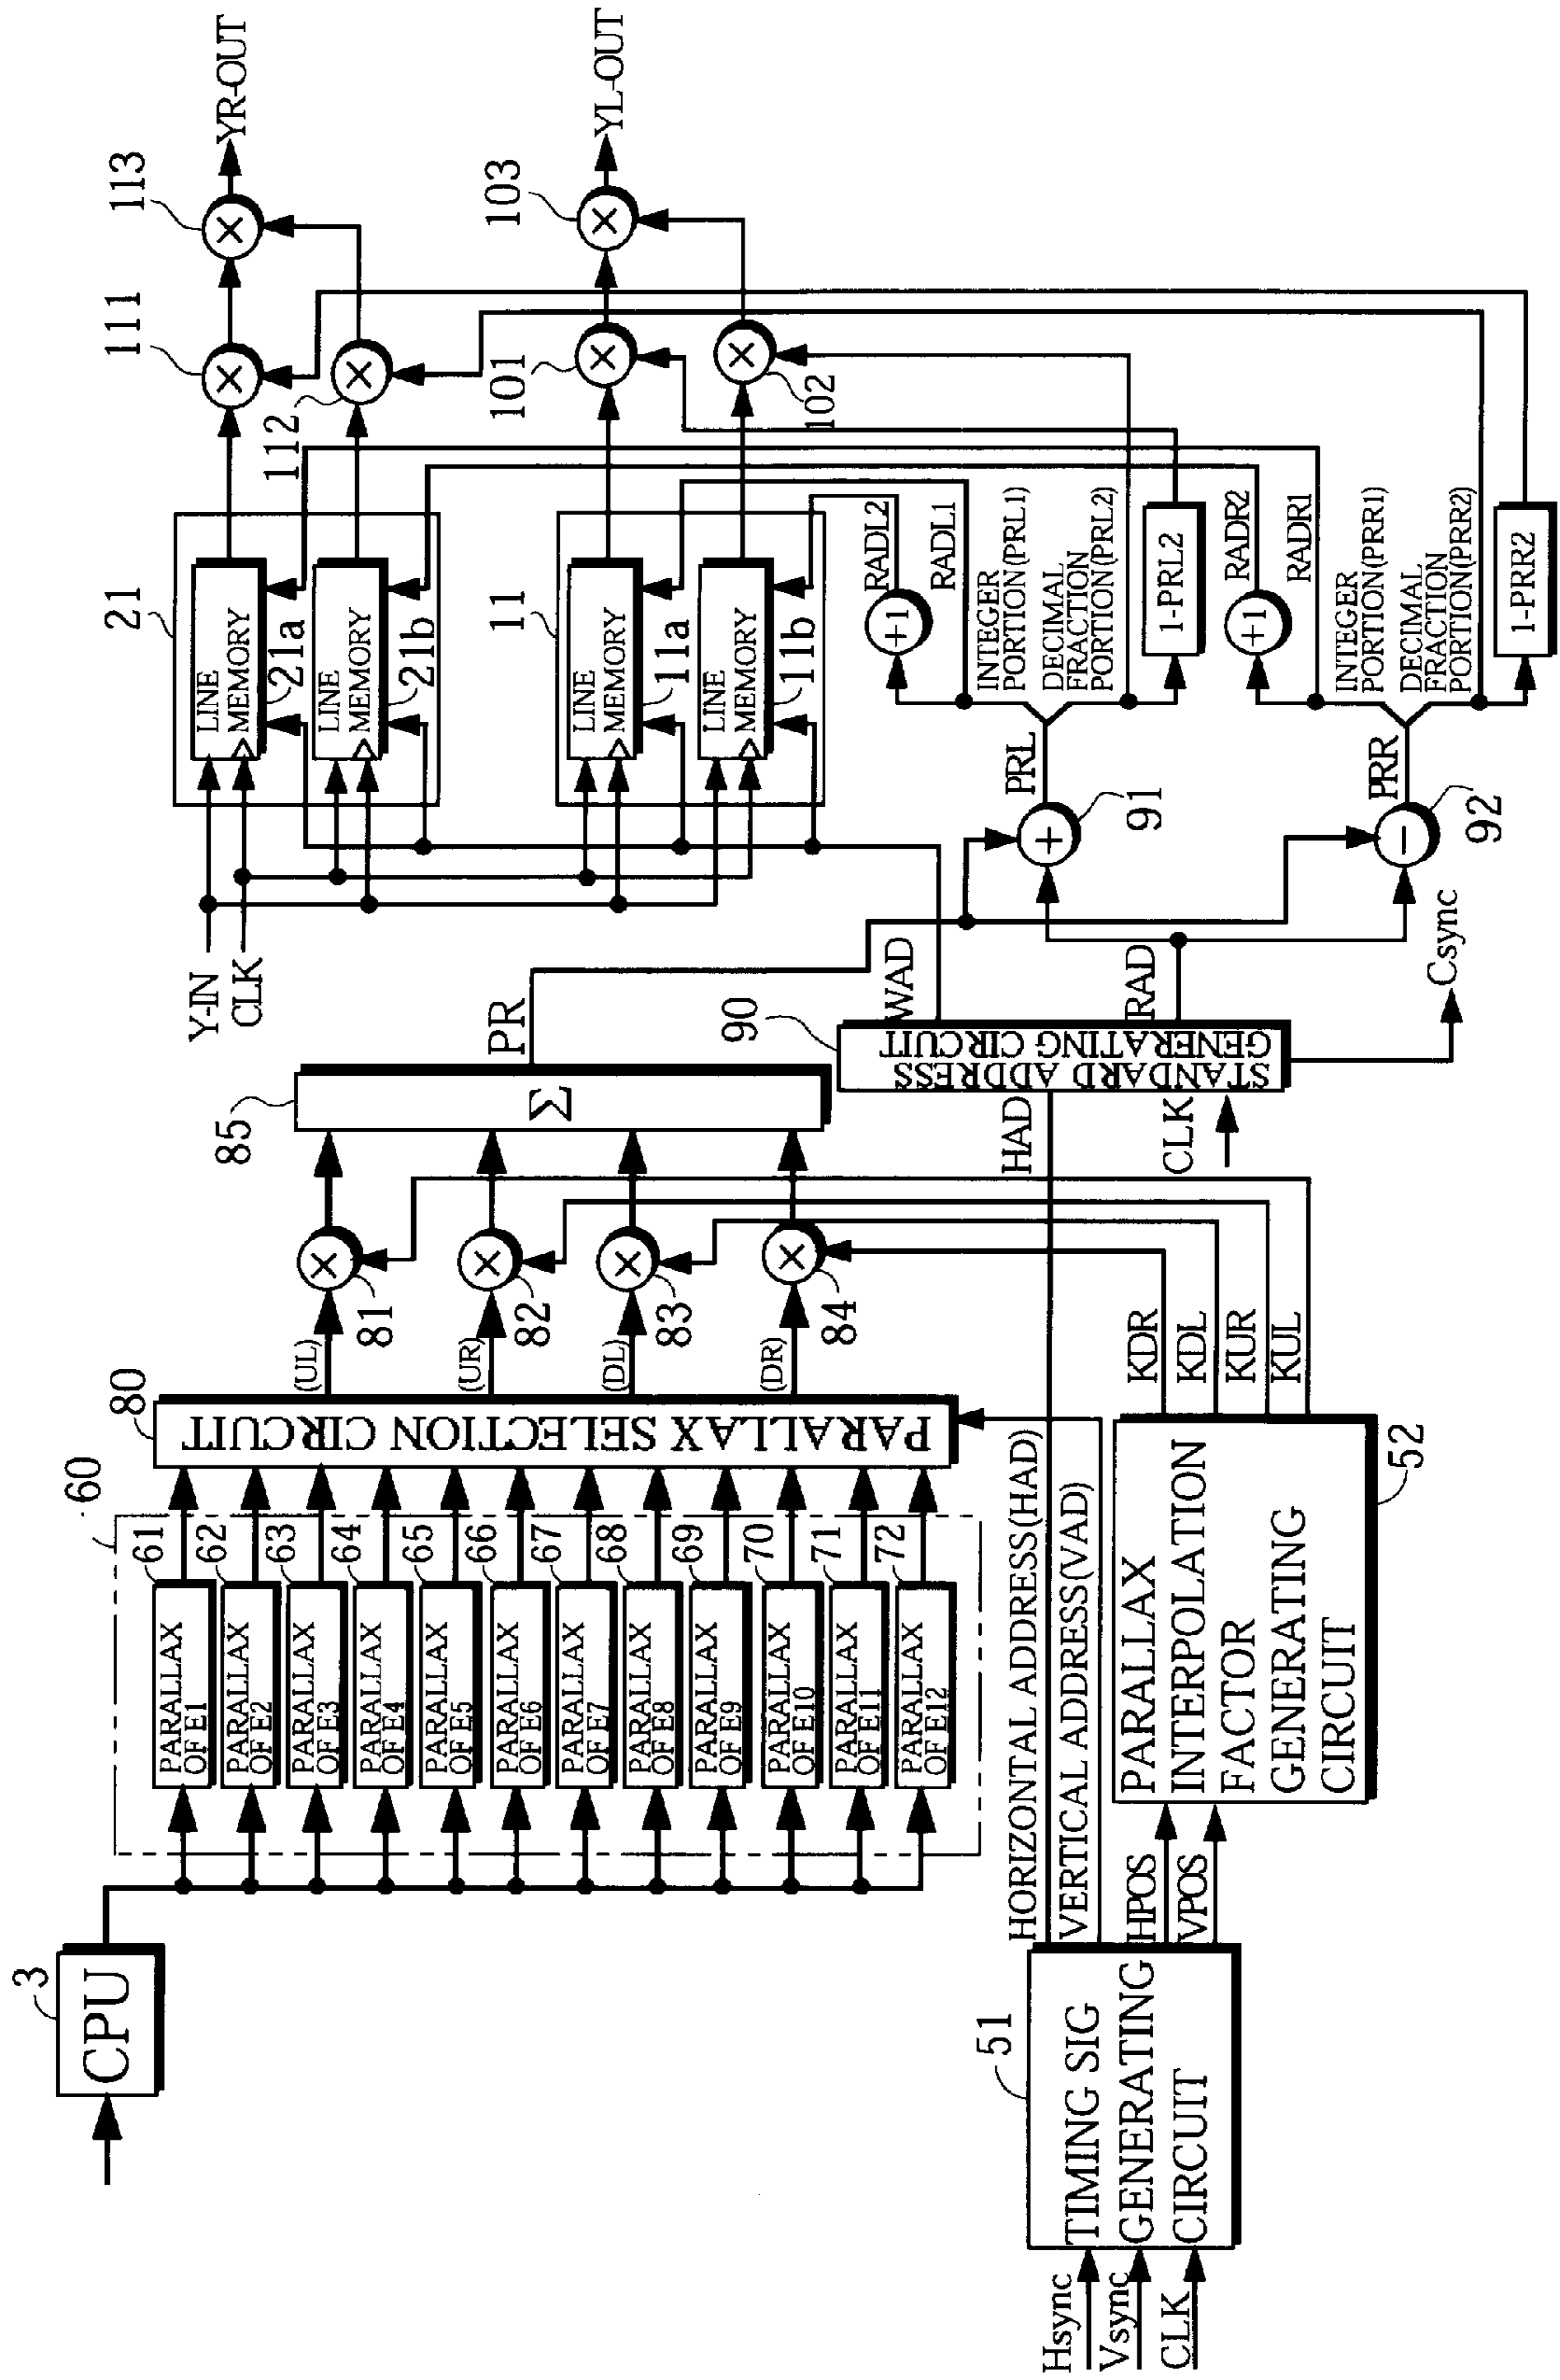 3
CPU
60
61
PARALLAX
OF E1
62
PARALLAX
OF E2
63
PARALLAX
OF E3
64
PARALLAX
OF E4
65
PARALLAX
OF E5
66
PARALLAX
OF E6
67
PARALLAX
OF E7
68
PARALLAX
OF E8
69
PARALLAX
OF E9
70
PARALLAX
OF E10
71
PARALLAX
OF E11
72
PARALLAX
OF E12
80
PARALLAX SELECTION CIRCUIT
(UL)
(UR)
(DL)
(DR)
×
81
×
82
×
83
×
84
85
Σ
PR
Hsync
Vsync
CLK
51
TIMING SIG
GENERATING
CIRCUIT
HORIZONTAL ADDRESS(HAD)
VERTICAL ADDRESS(VAD)
HPOS
VPOS
PARALLAX
INTERPOLATION
FACTOR
GENERATING
CIRCUIT
52
KDR
KDL
KUR
KUL
HAD
CLK
90
STANDARD ADDRESS
GENERATING CIRCUIT
WAD
RAD
Csync
Y-IN
CLK
21
LINE
MEMORY
21a
LINE
MEMORY
21b
11
LINE
MEMORY
11a
LINE
MEMORY
11b
+
91
PRL
−
92
PRR
+1
RADL2
RADL1
INTEGER
PORTION(PRL1)
DECIMAL
FRACTION
PORTION(PRL2)
1-PRL2
+1
RADR2
RADR1
INTEGER
PORTION(PRR1)
DECIMAL
FRACTION
PORTION(PRR2)
1-PRR2
111
×
112
×
113
×
YR-OUT
101
×
102
×
103
×
YL-OUT